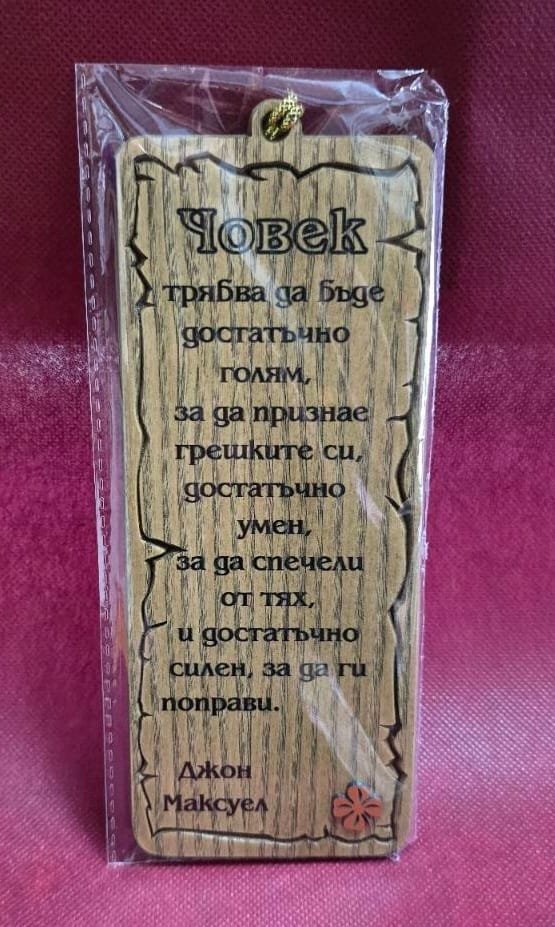 Човек
трябва да бъде
достатъчно
голям,
за да признае
грешките си,
достатъчно
умен,
за да спечели
от тях,
и достатъчно
силен, за да ги
поправи.
Джон
Максуел